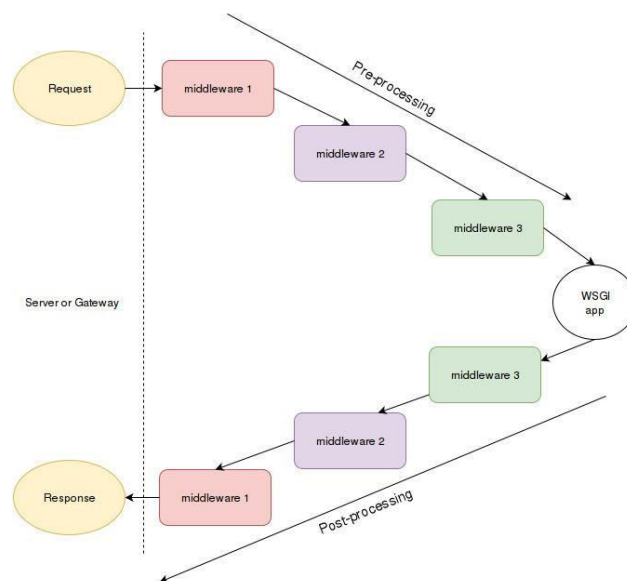 Request
middleware 1
Pre-processing
middleware 2
middleware 3
Server or Gateway
WSGI
app
middleware 3
middleware 2
Response
middleware 1
Post-processing